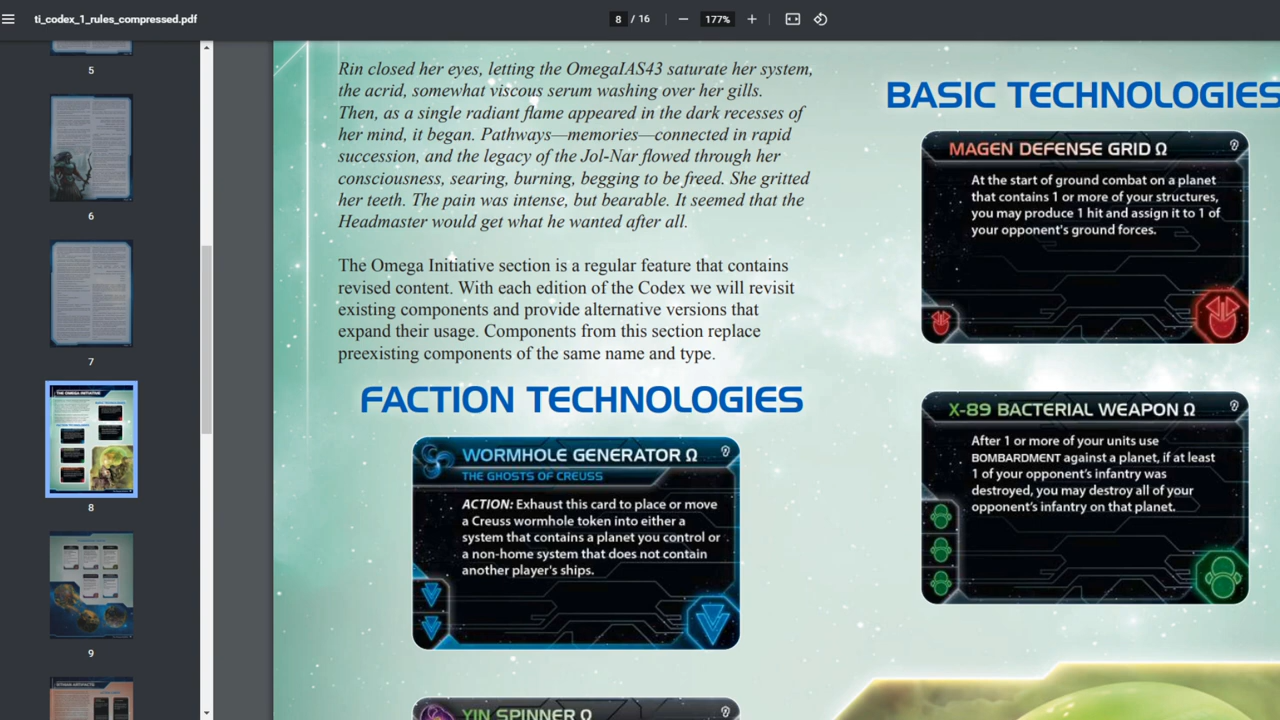 ti_codex_1_rules_compressed.pdf
8 / 16
177%
5
6
7
8
9
Rin closed her eyes, letting the OmegaIAS43 saturate her system,
the acrid, somewhat viscous serum washing over her gills.
Then, as a single radiant flame appeared in the dark recesses of
her mind, it began. Pathways—memories—connected in rapid
succession, and the legacy of the Jol-Nar flowed through her
consciousness, searing, burning, begging to be freed. She gritted
her teeth. The pain was intense, but bearable. It seemed that the
Headmaster would get what he wanted after all.
The Omega Initiative section is a regular feature that contains
revised content. With each edition of the Codex we will revisit
existing components and provide alternative versions that
expand their usage. Components from this section replace
preexisting components of the same name and type.
FACTION TECHNOLOGIES
WORMHOLE GENERATOR Ω
THE GHOSTS OF CREUSS
ACTION: Exhaust this card to place or move
a Creuss wormhole token into either a
system that contains a planet you control or
a non-home system that does not contain
another player's ships.
YIN SPINNER Ω
BASIC TECHNOLOGIES
MAGEN DEFENSE GRID Ω
At the start of ground combat on a planet
that contains 1 or more of your structures,
you may produce 1 hit and assign it to 1 of
your opponent's ground forces.
X-89 BACTERIAL WEAPON Ω
After 1 or more of your units use
BOMBARDMENT against a planet, if at least
1 of your opponent's infantry was
destroyed, you may destroy all of your
opponent's infantry on that planet.